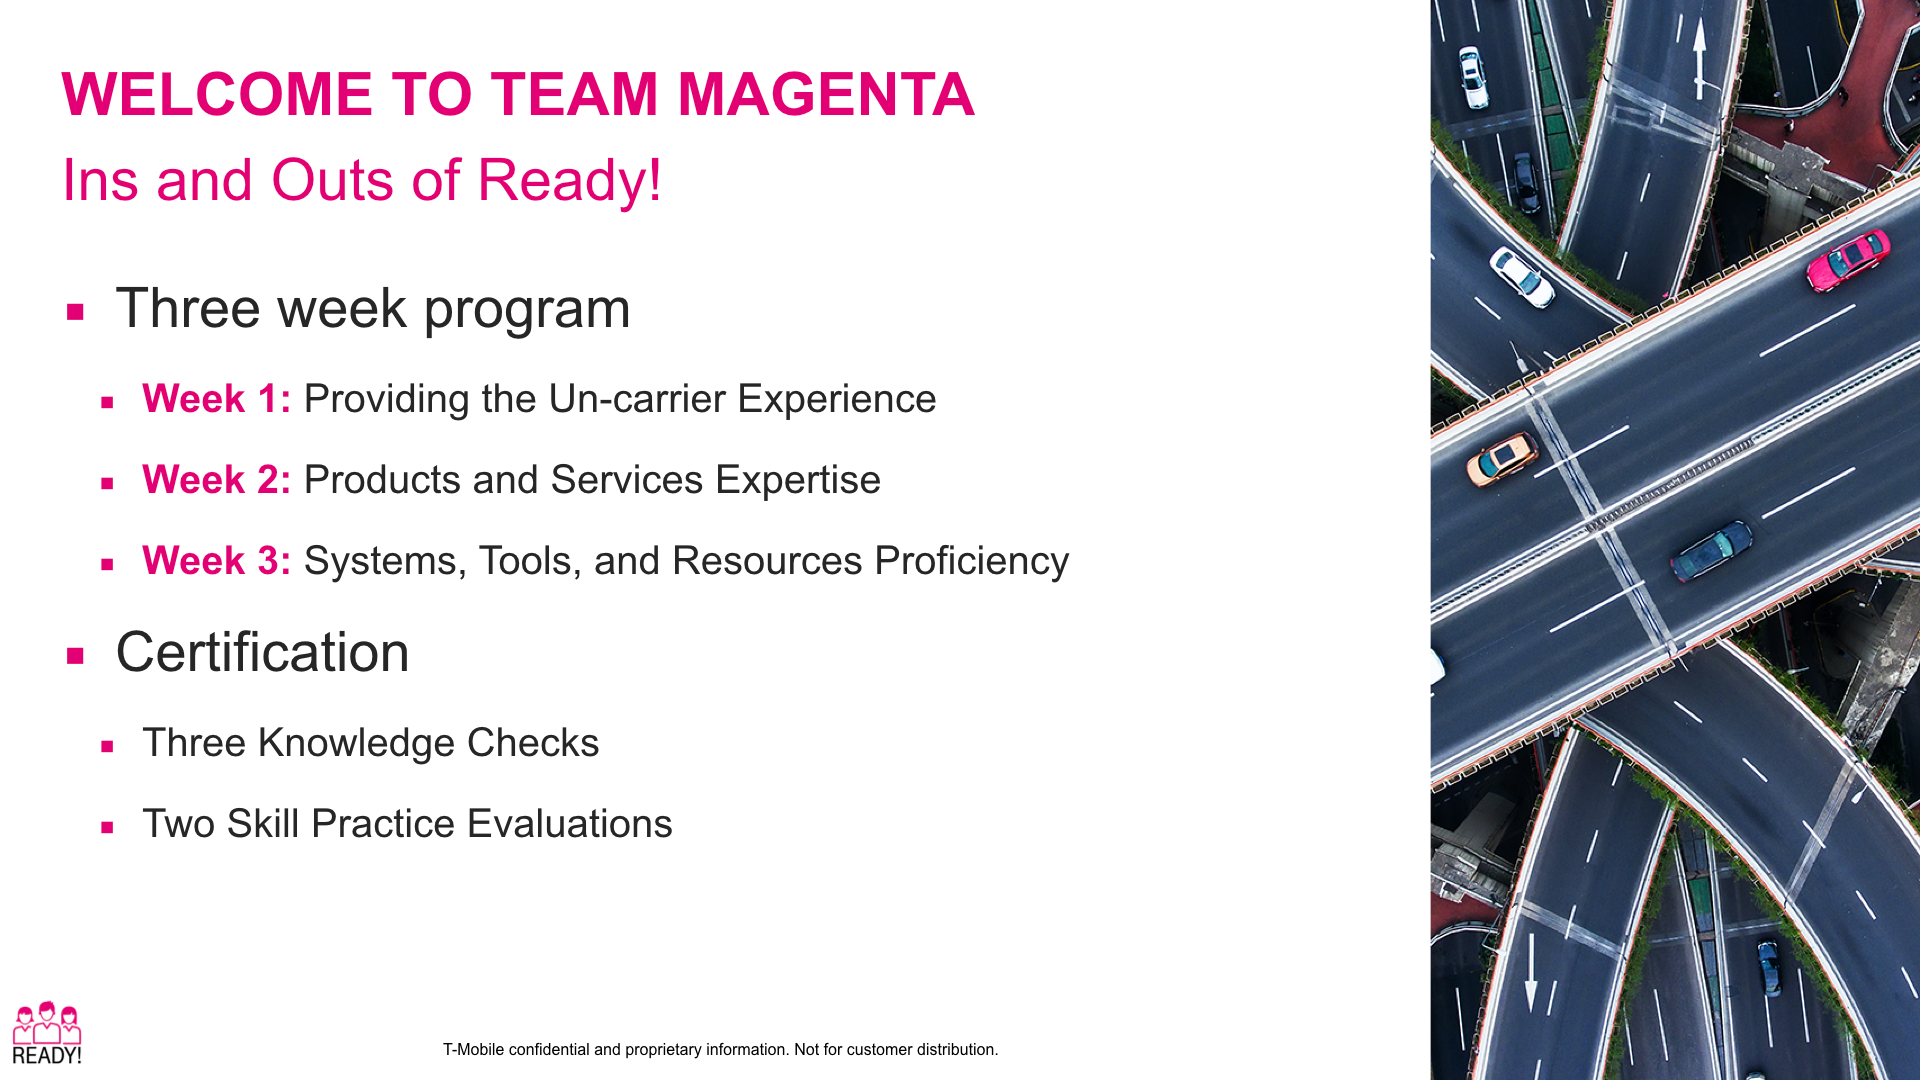 WELCOME TO TEAM MAGENTA
Ins and Outs of Ready!
Three week program
Week 1: Providing the Un-carrier Experience
Week 2: Products and Services Expertise
Week 3: Systems, Tools, and Resources Proficiency
Certification
Three Knowledge Checks
Two Skill Practice Evaluations
READY!
T-Mobile confidential and proprietary information. Not for customer distribution.